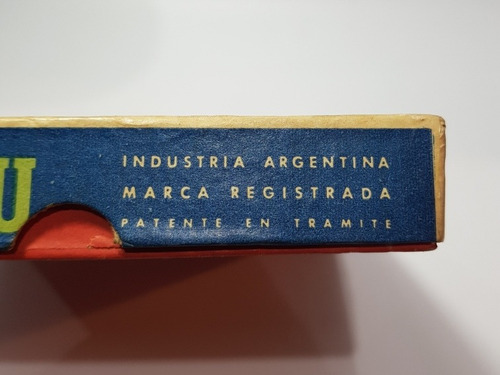 U
INDUSTRIA ARGENTINA
MARCA REGISTRADA
PATENTE EN TRAMITE